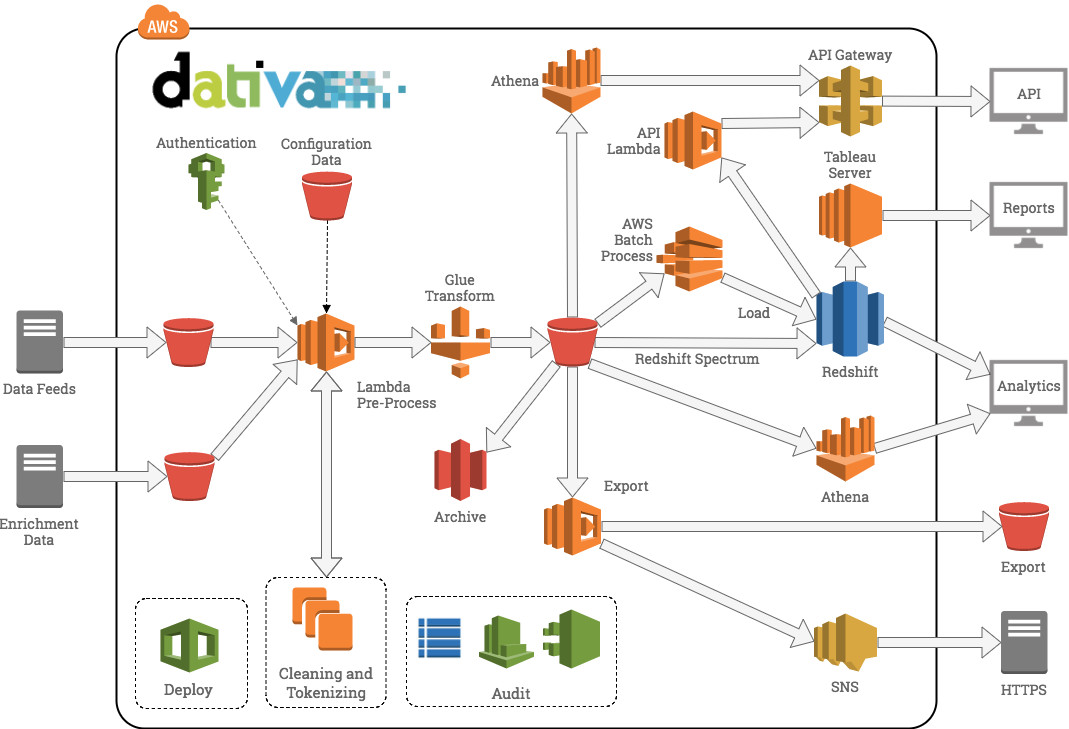 AWS
dativa
Athena
API Gateway
API
Authentication
Configuration
Data
API
Lambda
Tableau
Server
Reports
AWS
Batch
Process
Glue
Transform
Load
Redshift Spectrum
Redshift
Data Feeds
Lambda
Pre-Process
Analytics
Archive
Export
Athena
Enrichment
Data
Export
Deploy
Cleaning and
Tokenizing
Audit
SNS
HTTPS